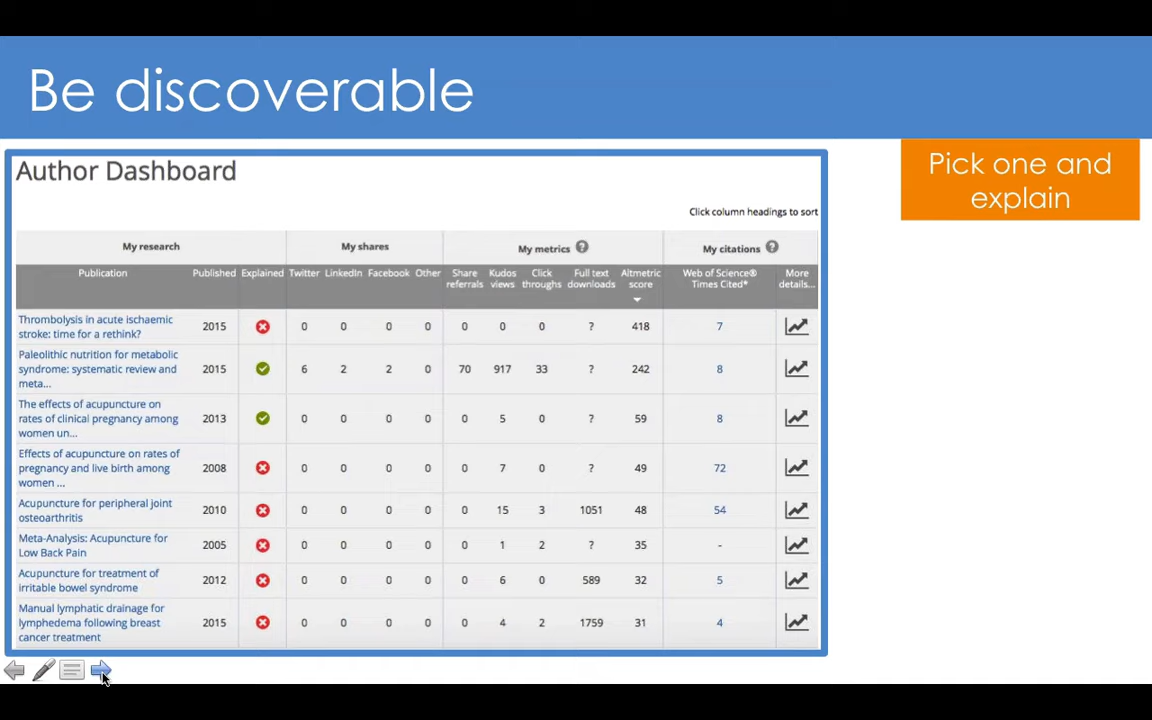 Be discoverable
Pick one and
explain
Author Dashboard
Click column headings to sort
My research My shares My metrics ? My citations ?
Publication Published Explained Twitter LinkedIn Facebook Other Share referrals Kudos views Click throughs Full text downloads Altmetric score Web of Science® Times Cited* More details...
Thrombolysis in acute ischaemic
stroke: time for a rethink? 2015 0 0 0 0 0 0 0 ? 418 7
Paleolithic nutrition for metabolic
syndrome: systematic review and
meta... 2015 6 2 2 0 70 917 33 ? 242 8
The effects of acupuncture on
rates of clinical pregnancy among
women un... 2013 0 0 0 0 0 5 0 ? 59 8
Effects of acupuncture on rates of
pregnancy and live birth among
women ... 2008 0 0 0 0 0 7 0 ? 49 72
Acupuncture for peripheral joint
osteoarthritis 2010 0 0 0 0 0 15 3 1051 48 54
Meta-Analysis: Acupuncture for
Low Back Pain 2005 0 0 0 0 0 1 2 ? 35 -
Acupuncture for treatment of
irritable bowel syndrome 2012 0 0 0 0 0 6 0 589 32 5
Manual lymphatic drainage for
lymphedema following breast
cancer treatment 2015 0 0 0 0 0 4 2 1759 31 4